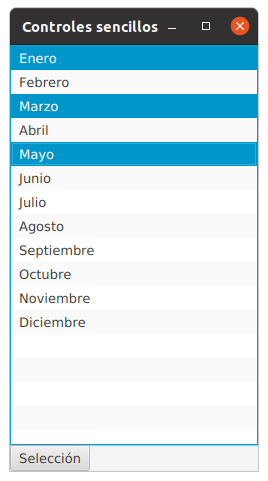 Controles sencillos
Enero
Febrero
Marzo
Abril
Mayo
Junio
Julio
Agosto
Septiembre
Octubre
Noviembre
Diciembre
Selección